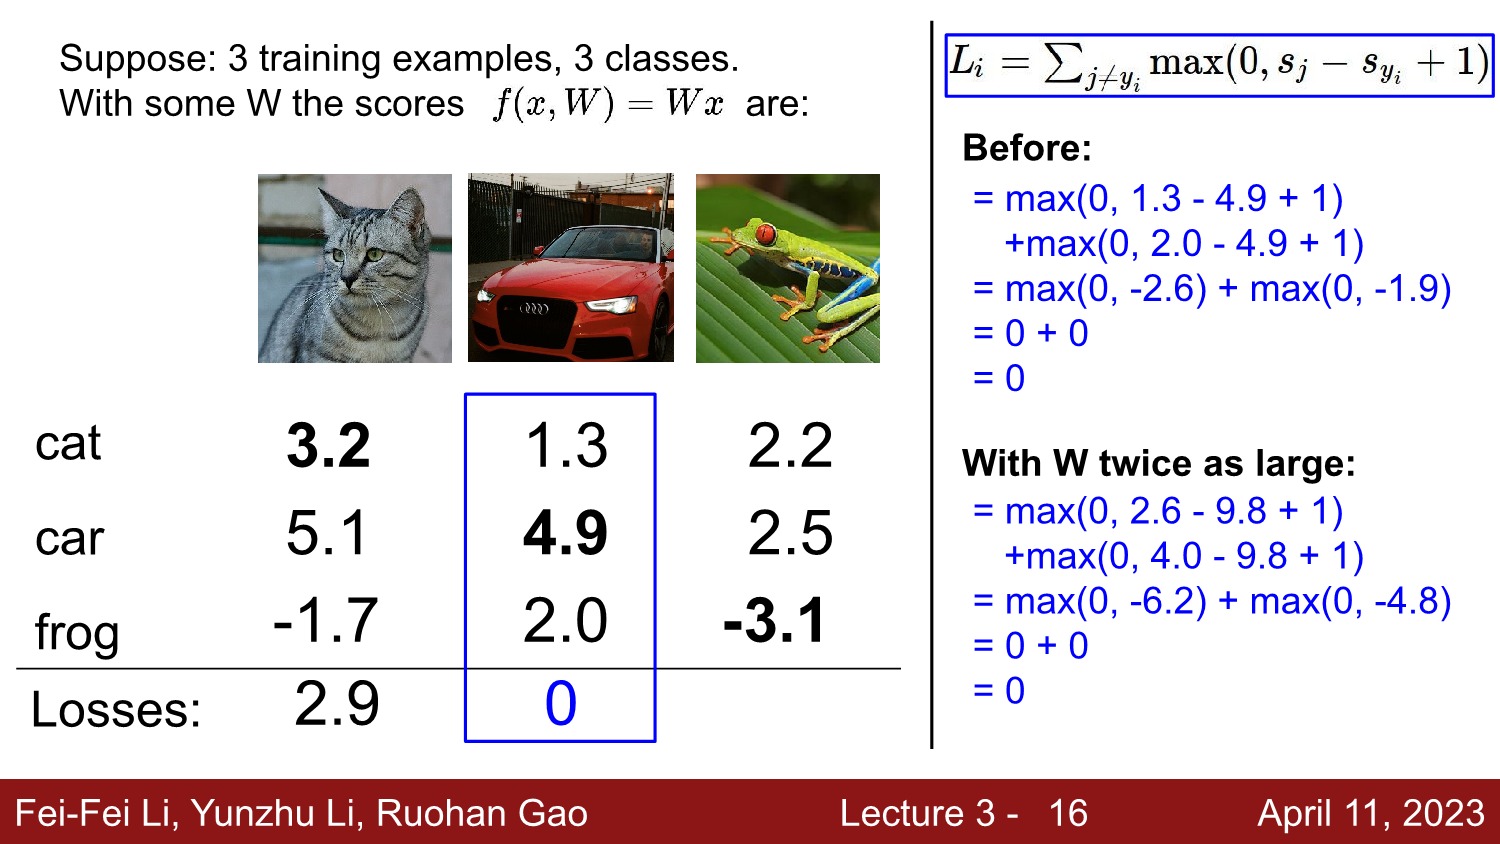 Suppose: 3 training examples, 3 classes.
With some W the scores f(x, W) = Wx are:
cat 3.2 1.3 2.2
car 5.1 4.9 2.5
frog -1.7 2.0 -3.1
Losses: 2.9 0
L_i = ∑_{j≠y_i} max(0, s_j − s_{y_i} + 1)
Before:
= max(0, 1.3 - 4.9 + 1)
+max(0, 2.0 - 4.9 + 1)
= max(0, -2.6) + max(0, -1.9)
= 0 + 0
= 0
With W twice as large:
= max(0, 2.6 - 9.8 + 1)
+max(0, 4.0 - 9.8 + 1)
= max(0, -6.2) + max(0, -4.8)
= 0 + 0
= 0
Fei-Fei Li, Yunzhu Li, Ruohan Gao Lecture 3 - 16 April 11, 2023